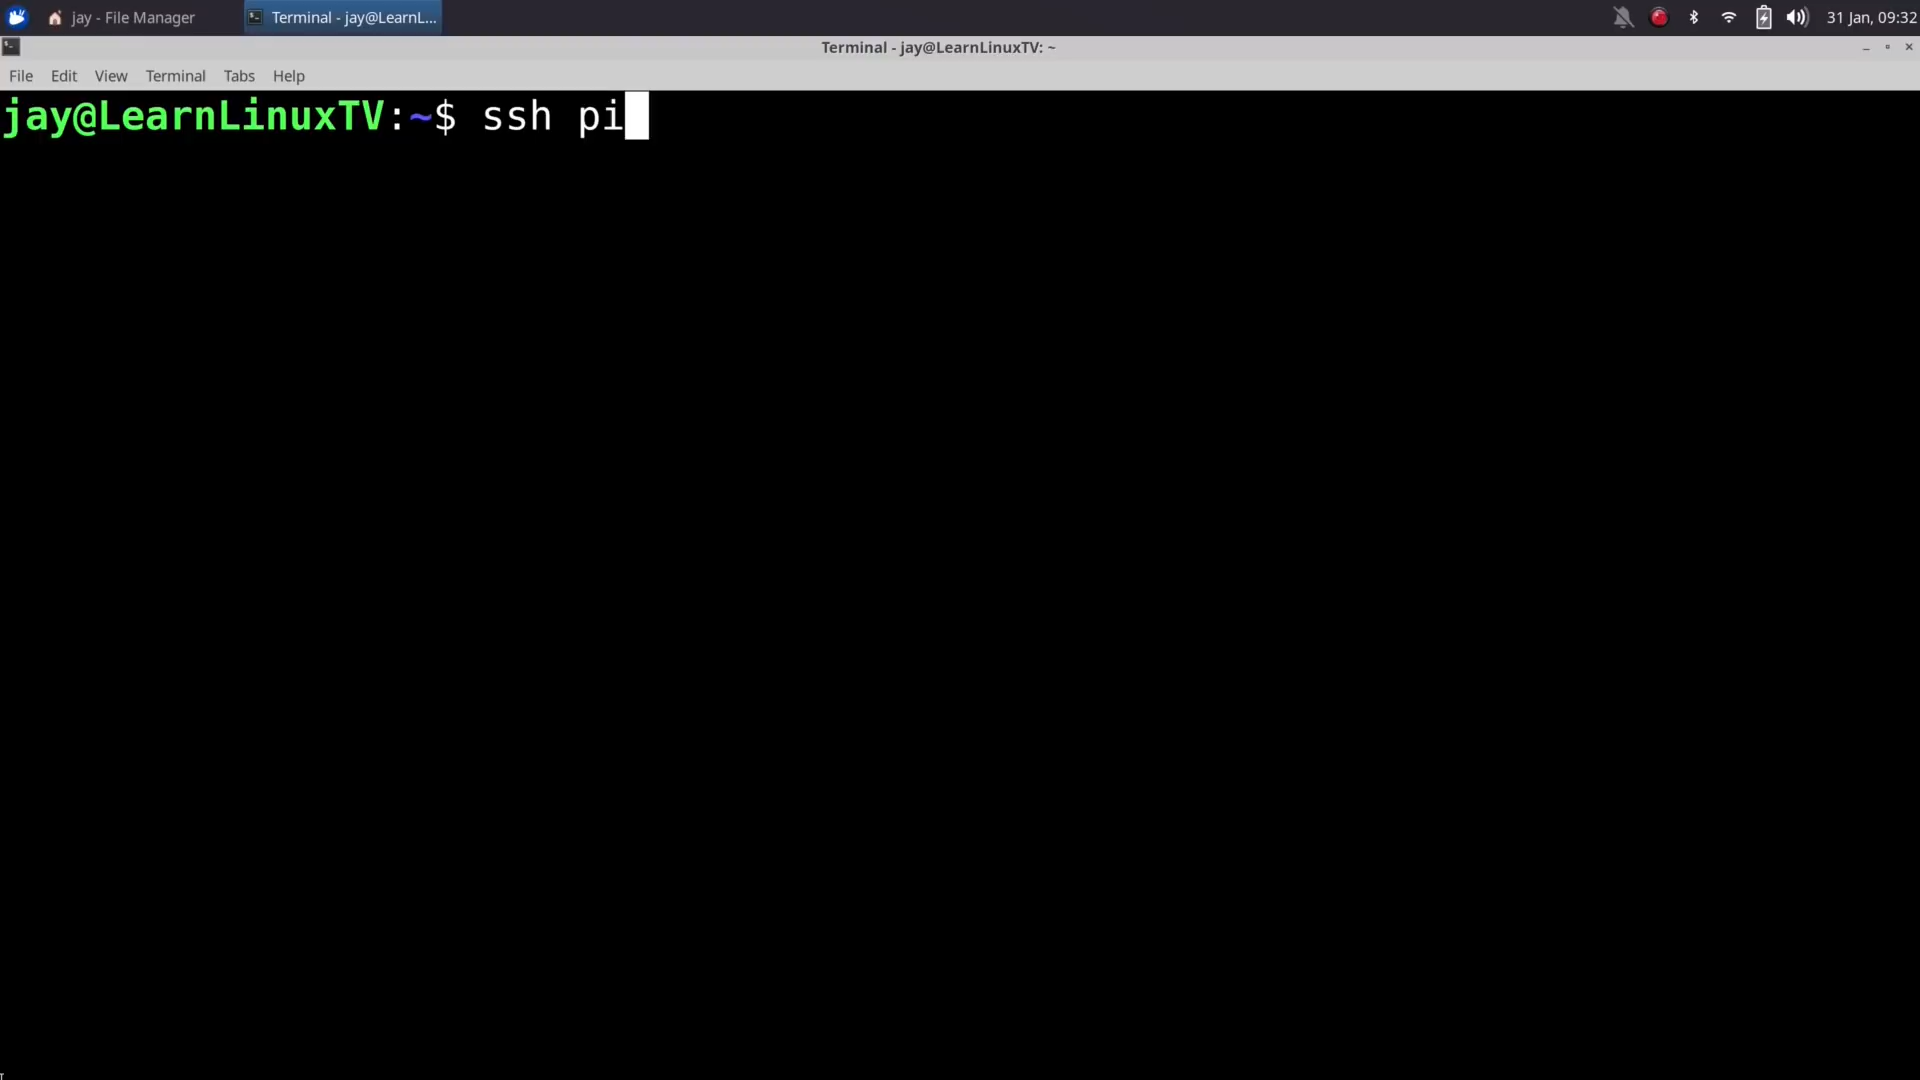 jay - File Manager
Terminal - jay@LearnL...
31 Jan, 09:32
Terminal - jay@LearnLinuxTV: ~
File Edit View Terminal Tabs Help
jay@LearnLinuxTV:~$ ssh pi